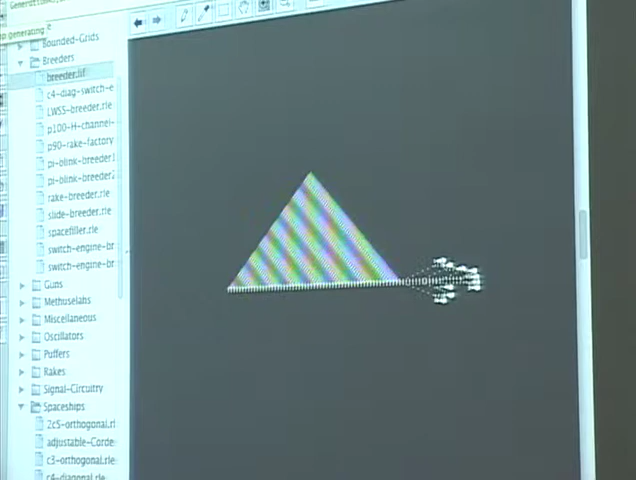 generating
Bounded-Grids
Breeders
breeder.lif
c4-diag-switch-e
LWSS-breeder.rle
p100-H-channel-
p90-rake-factory
pi-blink-breeder1
pi-blink-breeder2
rake-breeder.rle
slide-breeder.rle
spacefiller.rle
switch-engine-br
switch-engine-br
Guns
Methuselahs
Miscellaneous
Oscillators
Puffers
Rakes
Signal-Circuitry
Spaceships
2c5-orthogonal.rl
adjustable-Corde
c3-orthogonal.rle
c4-diagonal.rle